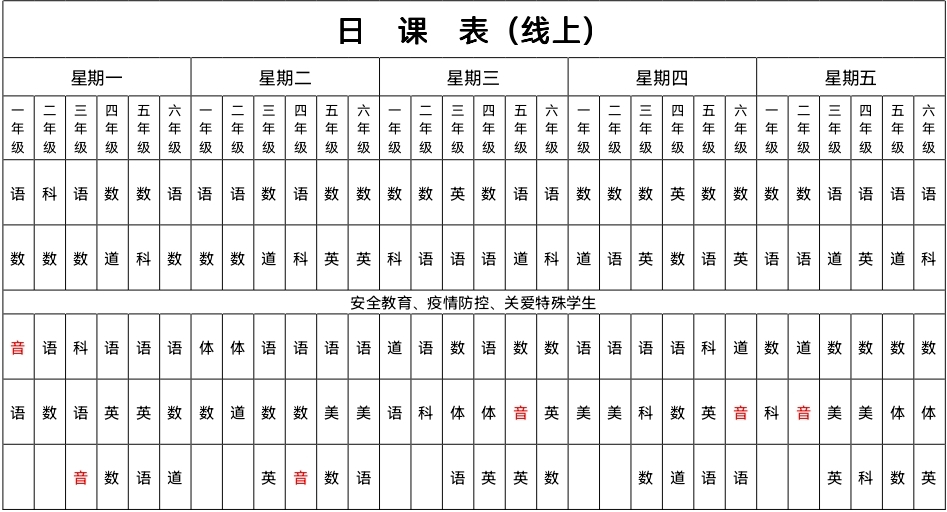 日 课 表（线上）
星期一 星期二 星期三 星期四 星期五
一年级 二年级 三年级 四年级 五年级 六年级 一年级 二年级 三年级 四年级 五年级 六年级 一年级 二年级 三年级 四年级 五年级 六年级 一年级 二年级 三年级 四年级 五年级 六年级 一年级 二年级 三年级 四年级 五年级 六年级
语 科 语 数 数 语 语 语 数 语 数 数 数 数 英 数 语 语 数 数 数 英 数 数 数 数 语 语 语 语
数 数 数 道 科 数 数 数 道 科 英 英 科 语 语 语 道 科 道 语 英 数 语 英 语 语 道 英 道 科
安全教育、疫情防控、关爱特殊学生
音 语 科 语 语 语 体 体 语 语 语 语 道 语 数 语 数 数 语 语 语 语 科 道 数 道 数 数 数 数
语 数 语 英 英 数 数 道 数 数 美 美 语 科 体 体 音 英 美 美 科 数 英 音 科 音 美 美 体 体
音 数 语 道 英 音 数 语 语 英 英 数 数 道 语 语 英 科 数 英